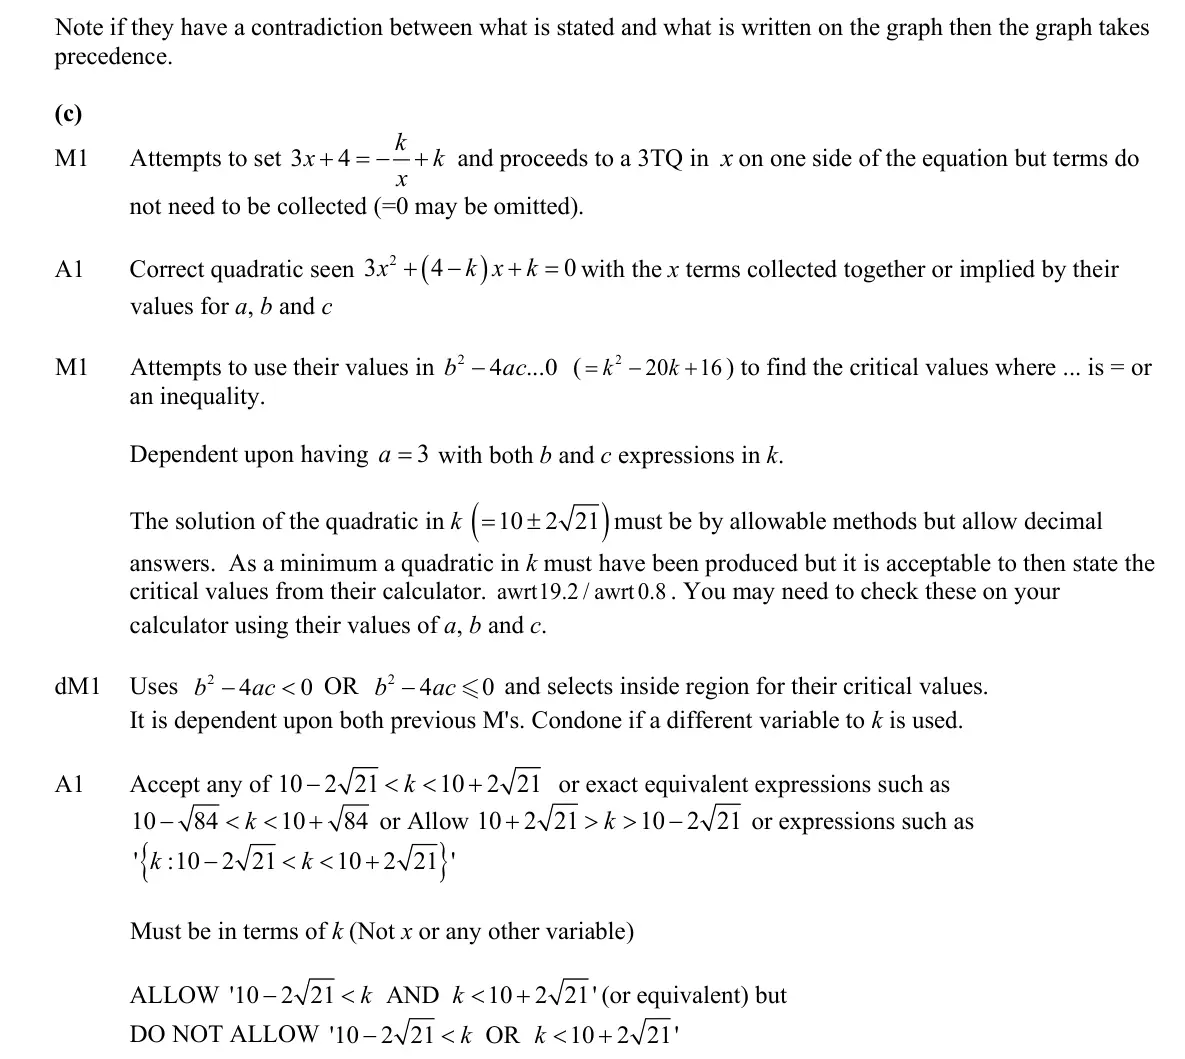 Note if they have a contradiction between what is stated and what is written on the graph then the graph takes
precedence.
(c)
M1 Attempts to set 3x + 4 = −k/x + k and proceeds to a 3TQ in x on one side of the equation but terms do
not need to be collected (=0 may be omitted).
A1 Correct quadratic seen 3x² + (4 − k)x + k = 0 with the x terms collected together or implied by their
values for a, b and c
M1 Attempts to use their values in b² − 4ac...0 (= k² − 20k + 16) to find the critical values where ... is = or
an inequality.
Dependent upon having a = 3 with both b and c expressions in k.
The solution of the quadratic in k (= 10 ± 2√21) must be by allowable methods but allow decimal
answers. As a minimum a quadratic in k must have been produced but it is acceptable to then state the
critical values from their calculator. awrt19.2 / awrt 0.8 . You may need to check these on your
calculator using their values of a, b and c.
dM1 Uses b² − 4ac < 0 OR b² − 4ac ⩽ 0 and selects inside region for their critical values.
It is dependent upon both previous M's. Condone if a different variable to k is used.
A1 Accept any of 10 − 2√21 < k < 10 + 2√21 or exact equivalent expressions such as
10 − √84 < k < 10 + √84 or Allow 10 + 2√21 > k > 10 − 2√21 or expressions such as
'{k : 10 − 2√21 < k < 10 + 2√21}'
Must be in terms of k (Not x or any other variable)
ALLOW '10 − 2√21 < k AND k < 10 + 2√21' (or equivalent) but
DO NOT ALLOW '10 − 2√21 < k OR k < 10 + 2√21'